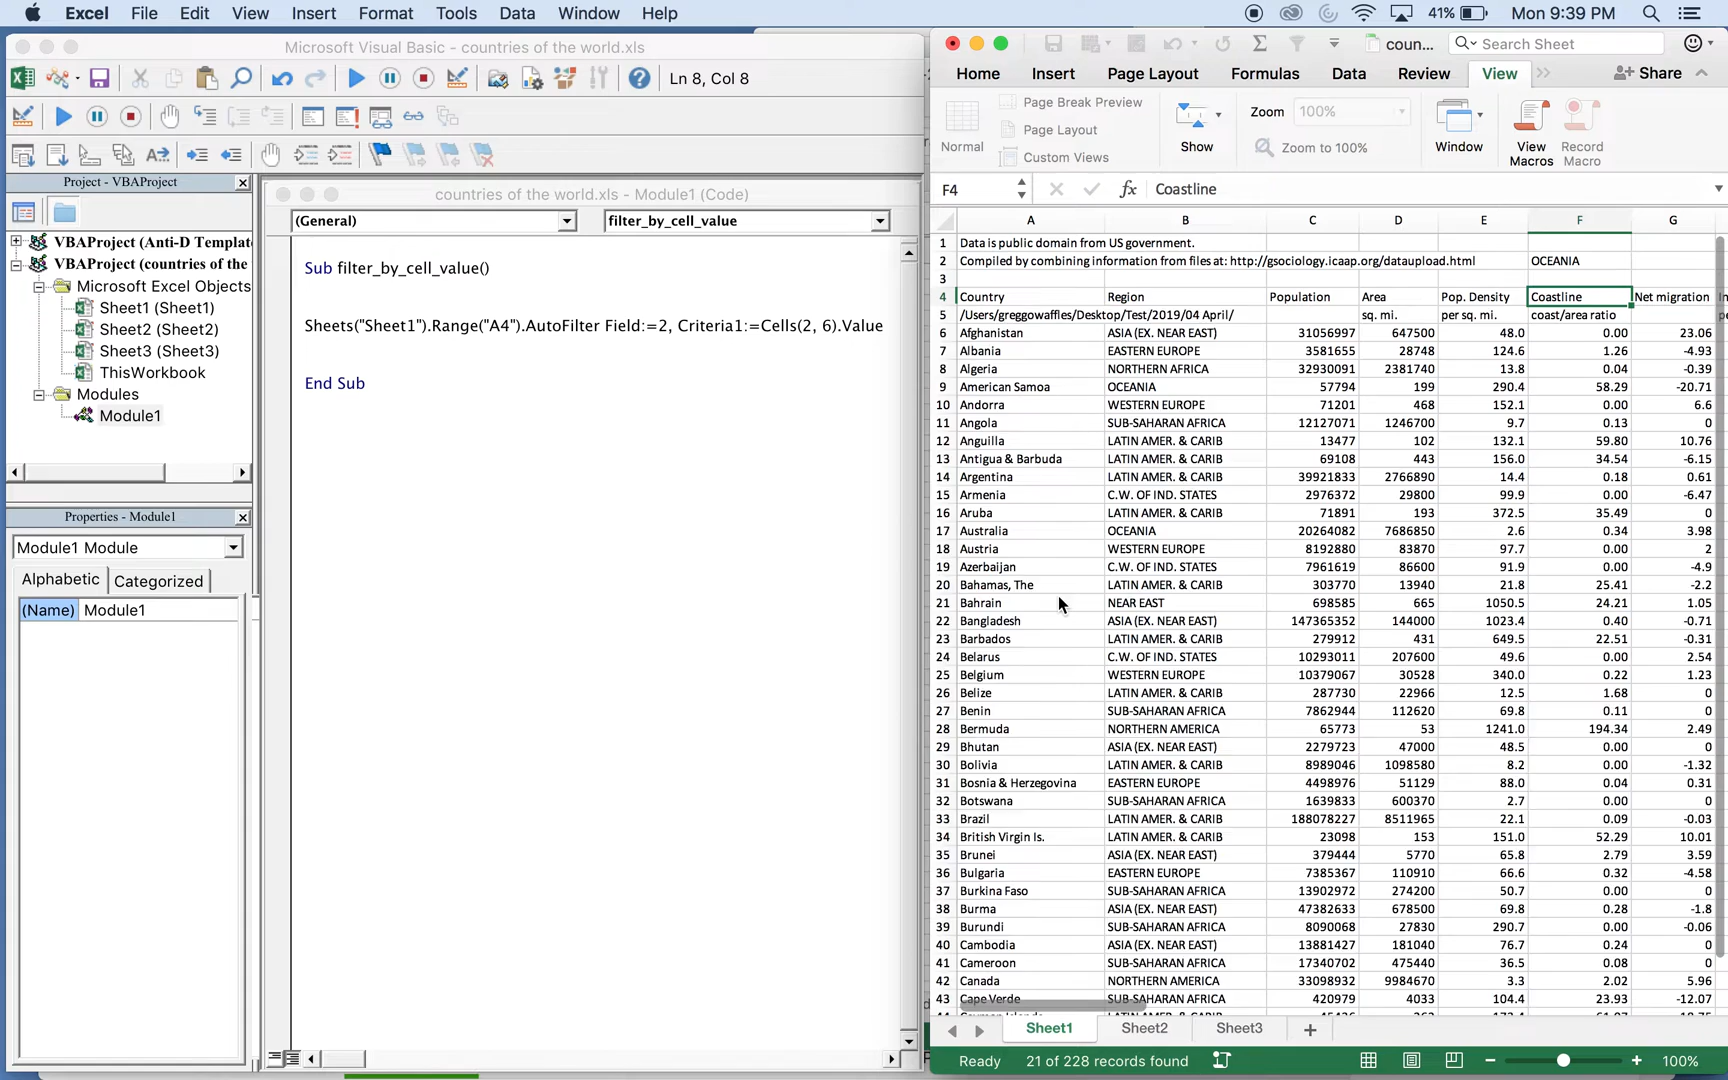 Excel File Edit View Insert Format Tools Data Window Help 41% Mon 9:39 PM
Microsoft Visual Basic - countries of the world.xls
Ln 8, Col 8
Project - VBAProject
VBAProject (Anti-D Templat
VBAProject (countries of the
Microsoft Excel Objects
Sheet1 (Sheet1)
Sheet2 (Sheet2)
Sheet3 (Sheet3)
ThisWorkbook
Modules
Module1
Properties - Module1
Module1 Module
Alphabetic Categorized
(Name) Module1
countries of the world.xls - Module1 (Code)
(General) filter_by_cell_value
Sub filter_by_cell_value()
Sheets("Sheet1").Range("A4").AutoFilter Field:=2, Criteria1:=Cells(2, 6).Value
End Sub
coun... Search Sheet
Home Insert Page Layout Formulas Data Review View Share
Normal Page Break Preview Page Layout Custom Views Show Zoom 100% Zoom to 100% Window View Macros Record Macro
F4 fx Coastline
A B C D E F G
1 Data is public domain from US government.
2 Compiled by combining information from files at: http://gsociology.icaap.org/dataupload.html OCEANIA
3
4 Country Region Population Area Pop. Density Coastline Net migration
5 /Users/greggowaffles/Desktop/Test/2019/04 April/ sq. mi. per sq. mi. coast/area ratio
6 Afghanistan ASIA (EX. NEAR EAST) 31056997 647500 48.0 0.00 23.06
7 Albania EASTERN EUROPE 3581655 28748 124.6 1.26 -4.93
8 Algeria NORTHERN AFRICA 32930091 2381740 13.8 0.04 -0.39
9 American Samoa OCEANIA 57794 199 290.4 58.29 -20.71
10 Andorra WESTERN EUROPE 71201 468 152.1 0.00 6.6
11 Angola SUB-SAHARAN AFRICA 12127071 1246700 9.7 0.13 0
12 Anguilla LATIN AMER. & CARIB 13477 102 132.1 59.80 10.76
13 Antigua & Barbuda LATIN AMER. & CARIB 69108 443 156.0 34.54 -6.15
14 Argentina LATIN AMER. & CARIB 39921833 2766890 14.4 0.18 0.61
15 Armenia C.W. OF IND. STATES 2976372 29800 99.9 0.00 -6.47
16 Aruba LATIN AMER. & CARIB 71891 193 372.5 35.49 0
17 Australia OCEANIA 20264082 7686850 2.6 0.34 3.98
18 Austria WESTERN EUROPE 8192880 83870 97.7 0.00 2
19 Azerbaijan C.W. OF IND. STATES 7961619 86600 91.9 0.00 -4.9
20 Bahamas, The LATIN AMER. & CARIB 303770 13940 21.8 25.41 -2.2
21 Bahrain NEAR EAST 698585 665 1050.5 24.21 1.05
22 Bangladesh ASIA (EX. NEAR EAST) 147365352 144000 1023.4 0.40 -0.71
23 Barbados LATIN AMER. & CARIB 279912 431 649.5 22.51 -0.31
24 Belarus C.W. OF IND. STATES 10293011 207600 49.6 0.00 2.54
25 Belgium WESTERN EUROPE 10379067 30528 340.0 0.22 1.23
26 Belize LATIN AMER. & CARIB 287730 22966 12.5 1.68 0
27 Benin SUB-SAHARAN AFRICA 7862944 112620 69.8 0.11 0
28 Bermuda NORTHERN AMERICA 65773 53 1241.0 194.34 2.49
29 Bhutan ASIA (EX. NEAR EAST) 2279723 47000 48.5 0.00 0
30 Bolivia LATIN AMER. & CARIB 8989046 1098580 8.2 0.00 -1.32
31 Bosnia & Herzegovina EASTERN EUROPE 4498976 51129 88.0 0.04 0.31
32 Botswana SUB-SAHARAN AFRICA 1639833 600370 2.7 0.00 0
33 Brazil LATIN AMER. & CARIB 188078227 8511965 22.1 0.09 -0.03
34 British Virgin Is. LATIN AMER. & CARIB 23098 153 151.0 52.29 10.01
35 Brunei ASIA (EX. NEAR EAST) 379444 5770 65.8 2.79 3.59
36 Bulgaria EASTERN EUROPE 7385367 110910 66.6 0.32 -4.58
37 Burkina Faso SUB-SAHARAN AFRICA 13902972 274200 50.7 0.00 0
38 Burma ASIA (EX. NEAR EAST) 47382633 678500 69.8 0.28 -1.8
39 Burundi SUB-SAHARAN AFRICA 8090068 27830 290.7 0.00 -0.06
40 Cambodia ASIA (EX. NEAR EAST) 13881427 181040 76.7 0.24 0
41 Cameroon SUB-SAHARAN AFRICA 17340702 475440 36.5 0.08 0
42 Canada NORTHERN AMERICA 33098932 9984670 3.3 2.02 5.96
43 Cape Verde SUB-SAHARAN AFRICA 420979 4033 104.4 23.93 -12.07
Sheet1 Sheet2 Sheet3
Ready 21 of 228 records found 100%